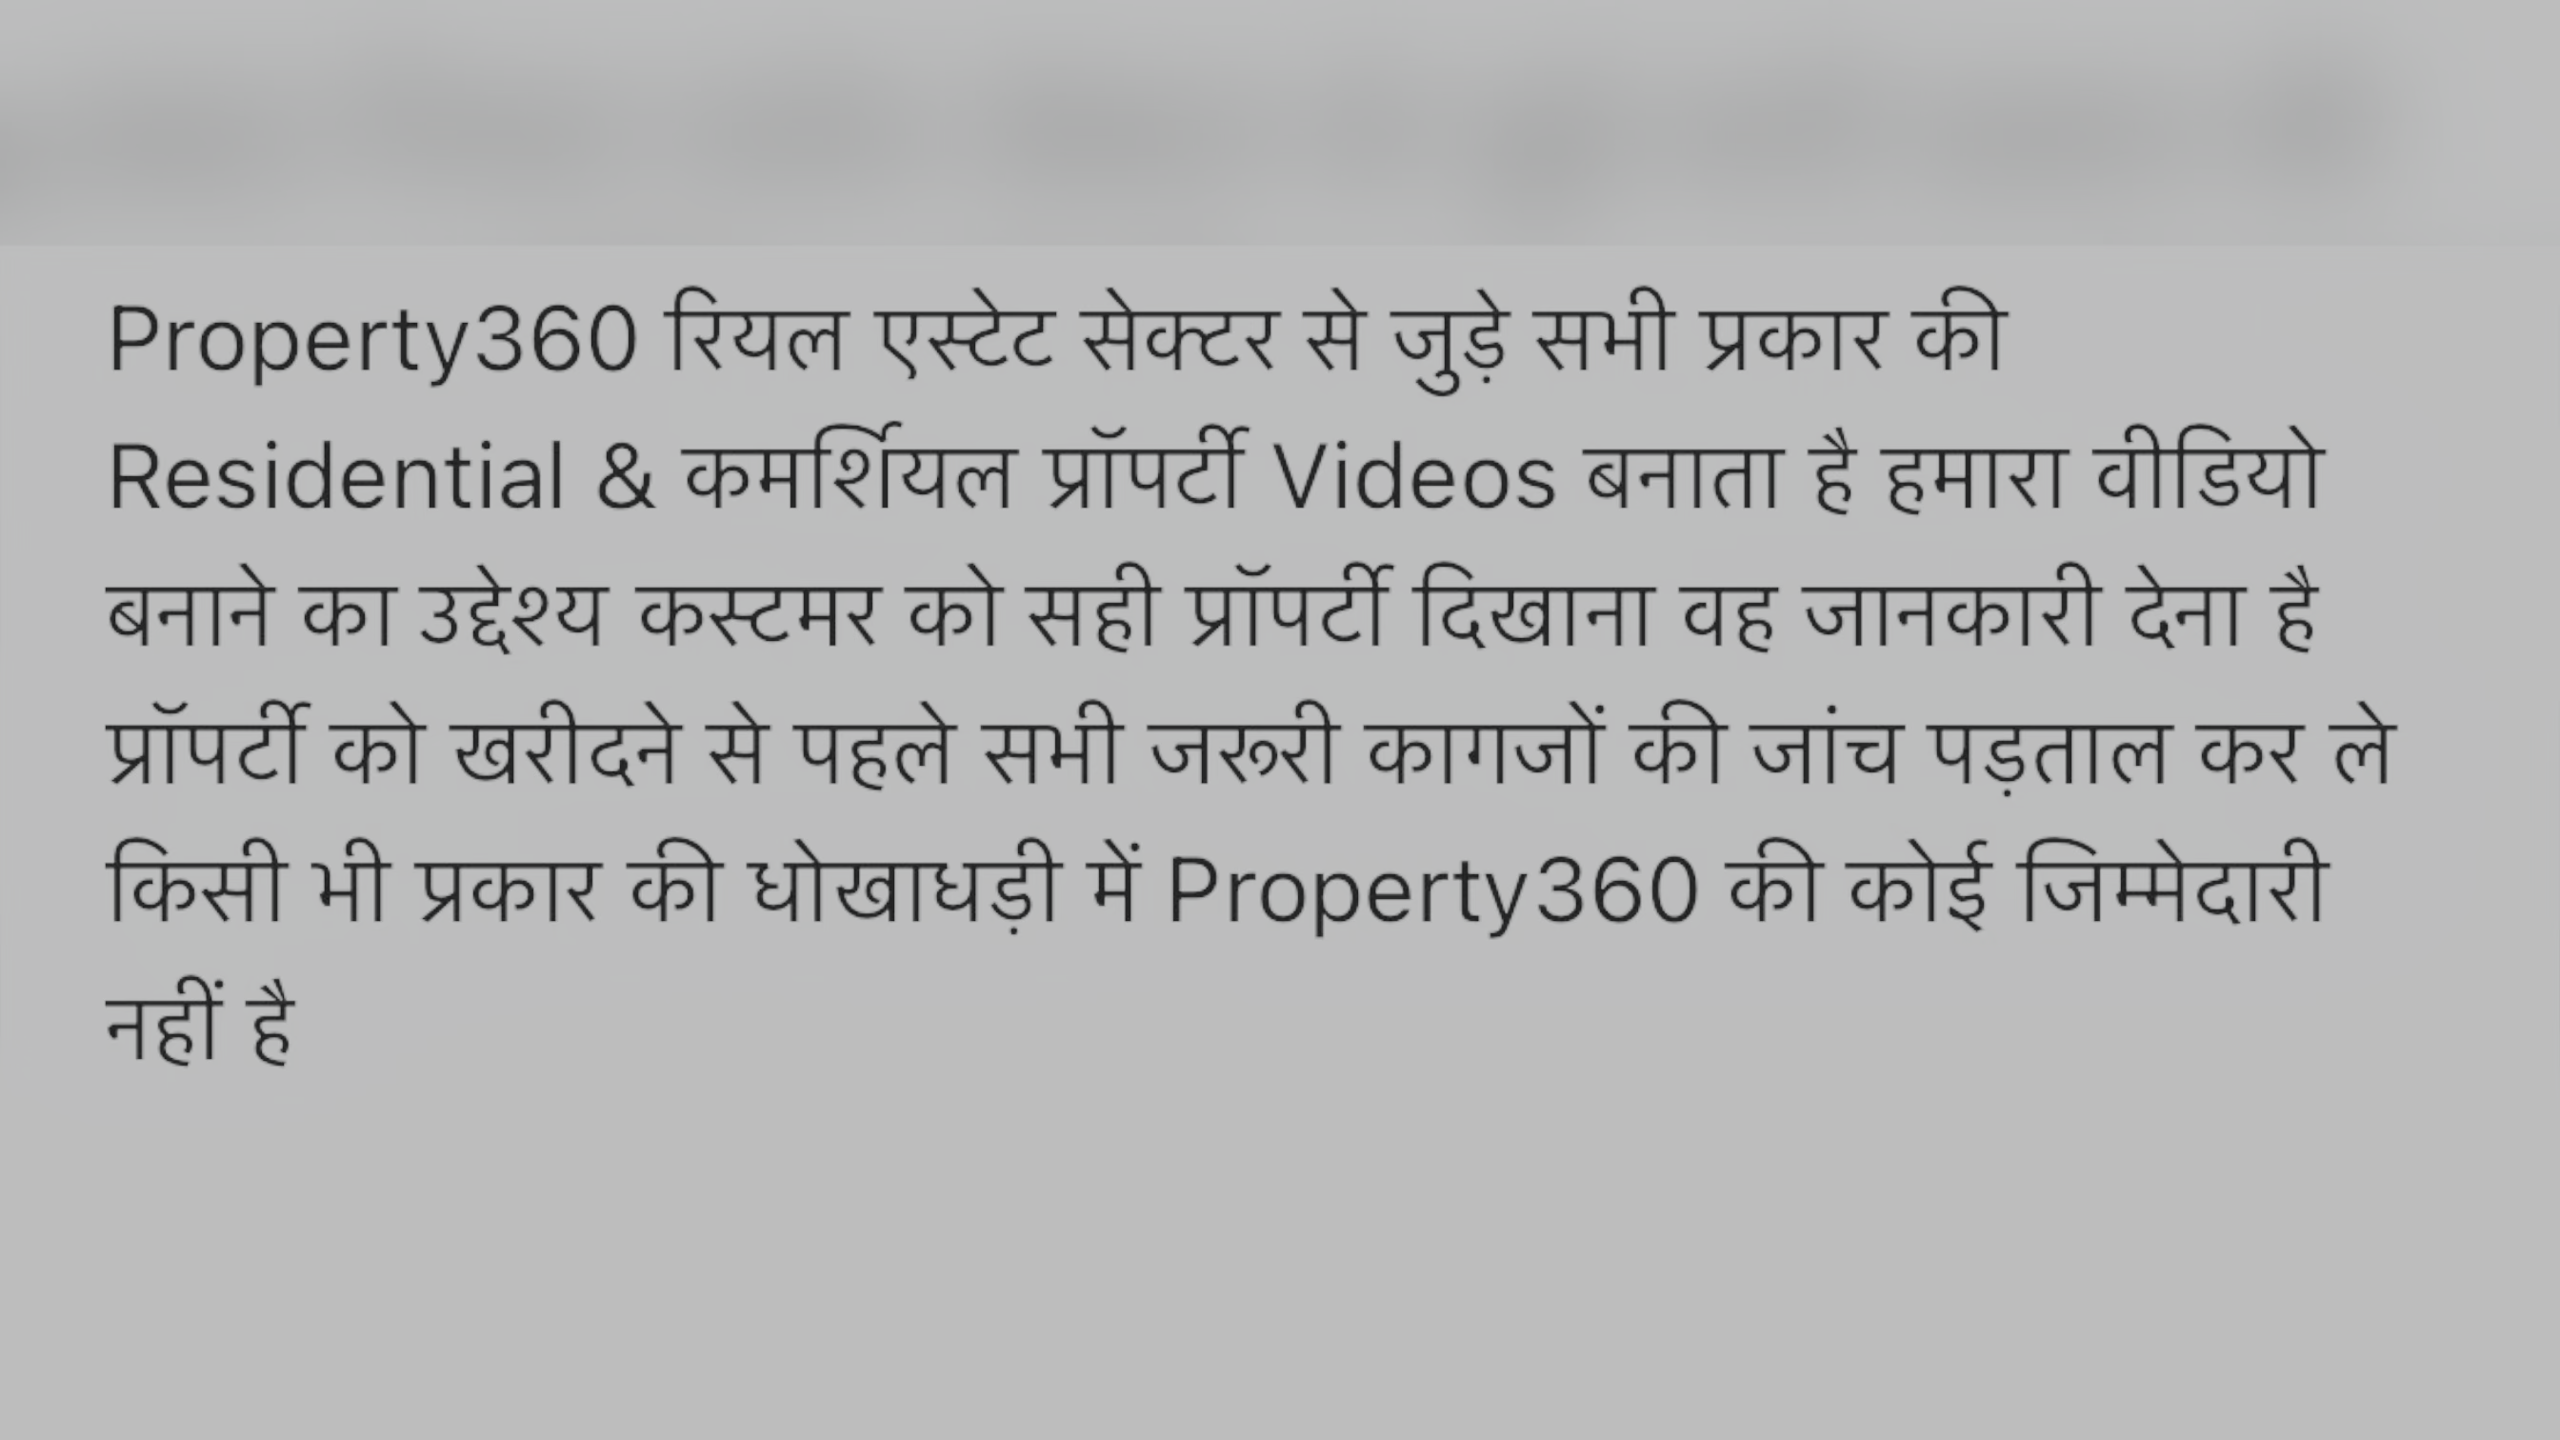 Property360 रियल एस्टेट सेक्टर से जुड़े सभी प्रकार की
Residential & कमर्शियल प्रॉपर्टी Videos बनाता है हमारा वीडियो
बनाने का उद्देश्य कस्टमर को सही प्रॉपर्टी दिखाना वह जानकारी देना है
प्रॉपर्टी को खरीदने से पहले सभी जरूरी कागजों की जांच पड़ताल कर ले
किसी भी प्रकार की धोखाधड़ी में Property360 की कोई जिम्मेदारी
नहीं है